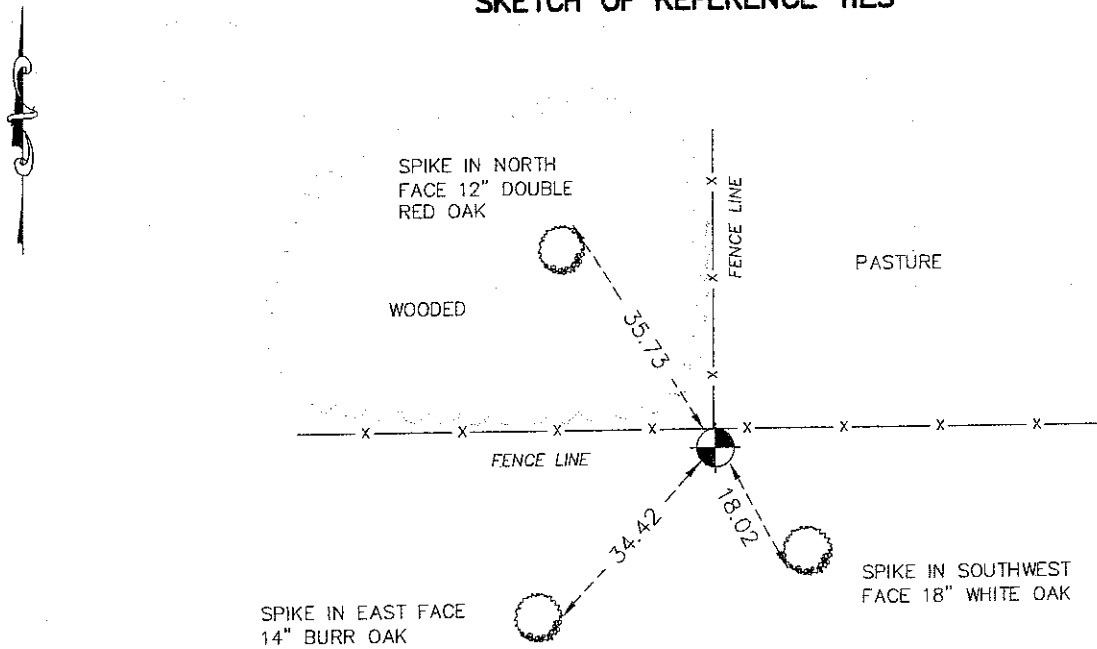 SKETCH OF REFERENCE TIES
SPIKE IN NORTH
FACE 12" DOUBLE
RED OAK
FENCE LINE
PASTURE
WOODED
35.73
FENCE LINE
34.42
18.02
SPIKE IN SOUTHWEST
FACE 18" WHITE OAK
SPIKE IN EAST FACE
14" BURR OAK